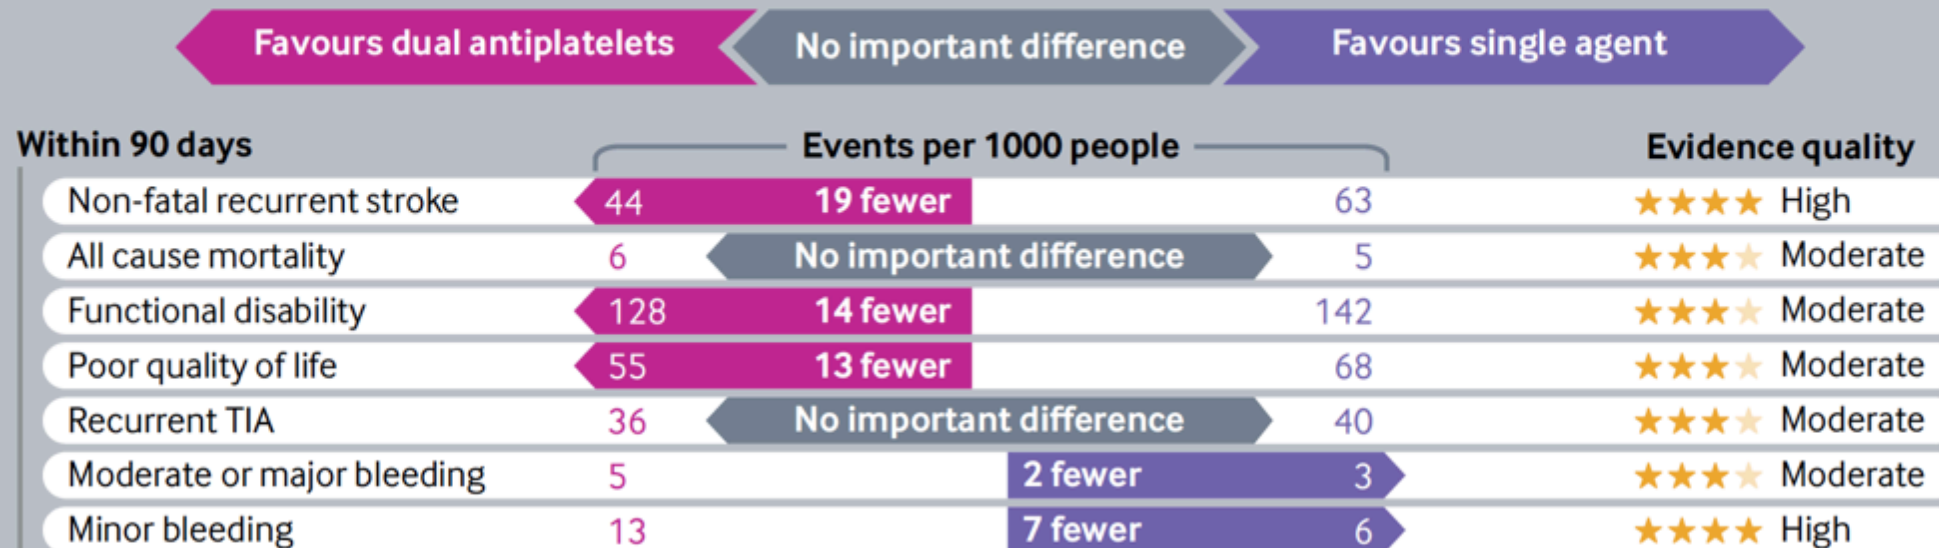 Favours dual antiplatelets No important difference Favours single agent
Within 90 days Events per 1000 people Evidence quality
Non-fatal recurrent stroke 44 19 fewer 63 High
All cause mortality 6 No important difference 5 Moderate
Functional disability 128 14 fewer 142 Moderate
Poor quality of life 55 13 fewer 68 Moderate
Recurrent TIA 36 No important difference 40 Moderate
Moderate or major bleeding 5 2 fewer 3 Moderate
Minor bleeding 13 7 fewer 6 High